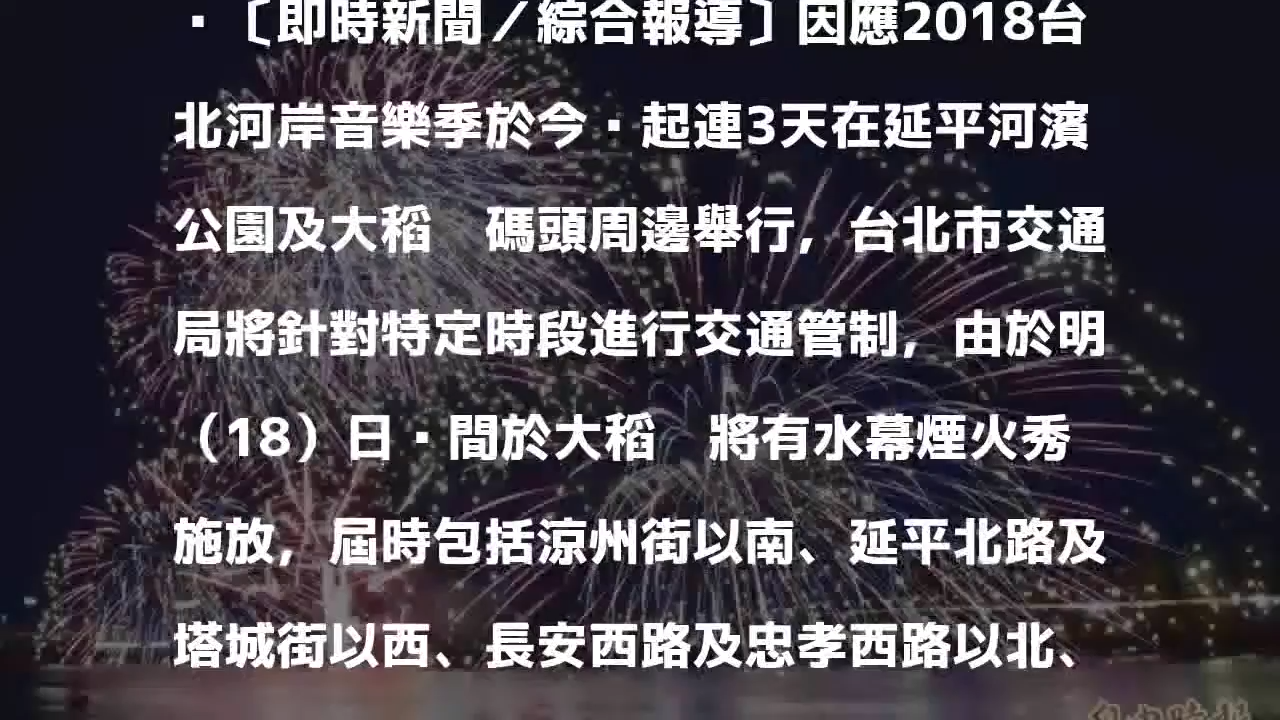 ▪〔即時新聞／綜合報導〕因應2018台
北河岸音樂季於今▪起連3天在延平河濱
公園及大稻　碼頭周邊舉行，台北市交通
局將針對特定時段進行交通管制，由於明
（18）日▪間於大稻　將有水幕煙火秀
施放，屆時包括涼州街以南、延平北路及
塔城街以西、長安西路及忠孝西路以北、